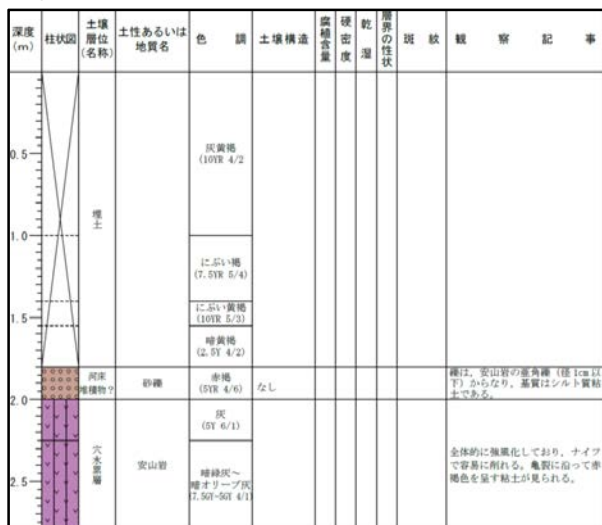 深度
(m)
柱状図
土壌
層位
(名称)
土性あるいは
地質名
色 調
土壌構造
腐植含量
硬密度
乾湿
層界の性状
斑 紋
観 察 記 事
0.5
灰黄褐
(10YR 4/2
埋土
1.0
にぶい褐
(7.5YR 5/4)
にぶい黄褐
(10YR 5/3)
1.5
暗黄褐
(2.5Y 4/2)
河床
堆積物?
砂礫
赤褐
(5YR 4/6)
なし
礫は、安山岩の亜角礫(径1cm以
下)からなり、基質はシルト質粘
土である。
2.0
灰
(5Y 6/1)
穴水累層
安山岩
暗緑灰~
暗オリーブ灰
(7.5GY~5GY 4/1)
全体的に強風化しており、ナイフ
で容易に削れる。亀裂に沿って赤
褐色を呈す粘土が見られる。
2.5